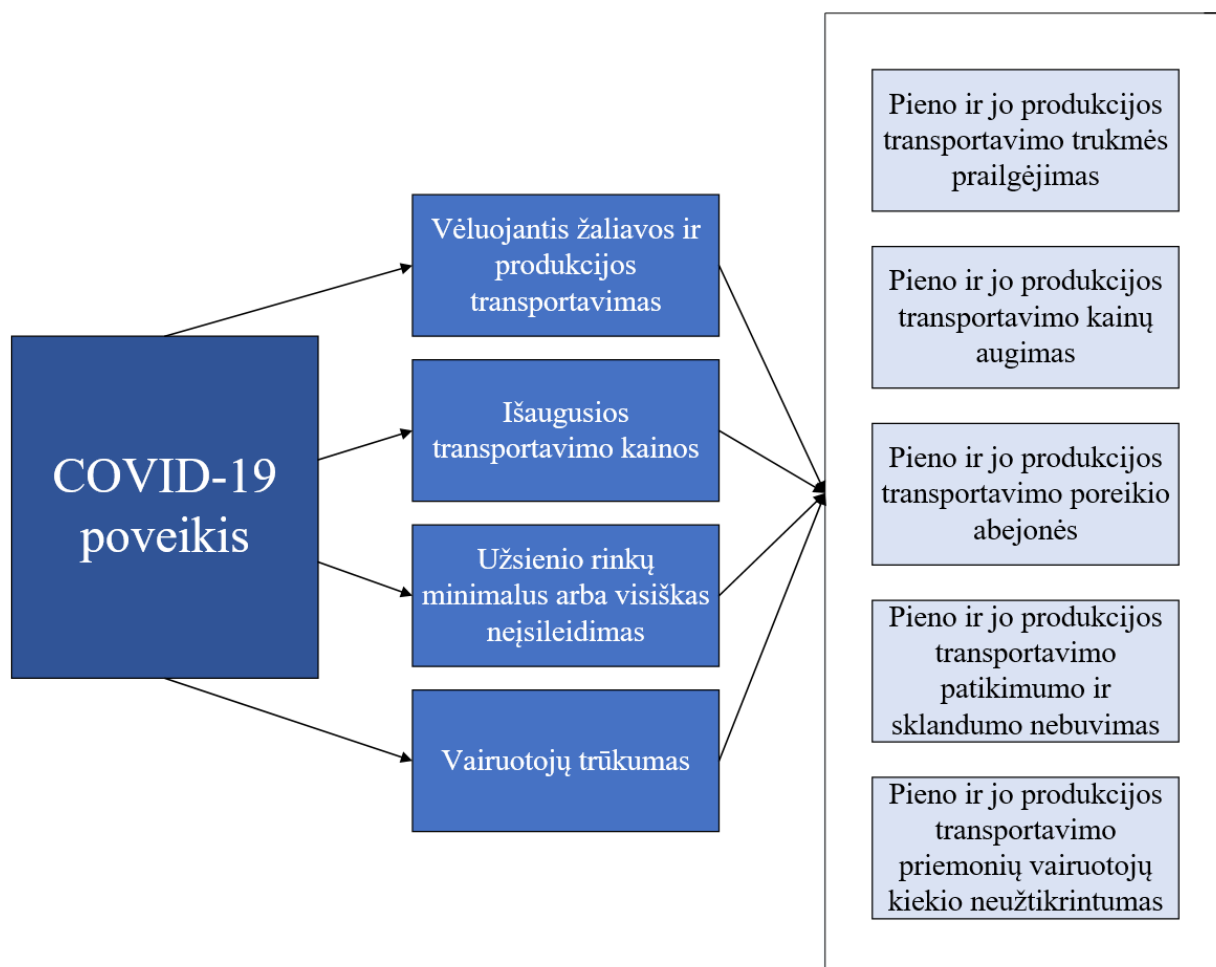 COVID-19
poveikis
Vėluojantis žaliavos ir
produkcijos
transportavimas
Išaugusios
transportavimo kainos
Užsienio rinkų
minimalus arba visiškas
neįsileidimas
Vairuotojų trūkumas
Pieno ir jo produkcijos
transportavimo trukmės
prailgėjimas
Pieno ir jo produkcijos
transportavimo kainų
augimas
Pieno ir jo produkcijos
transportavimo poreikio
abejonės
Pieno ir jo produkcijos
transportavimo
patikimumo ir
sklandumo nebuvimas
Pieno ir jo produkcijos
transportavimo
priemonių vairuotojų
kiekio neužtikrintumas